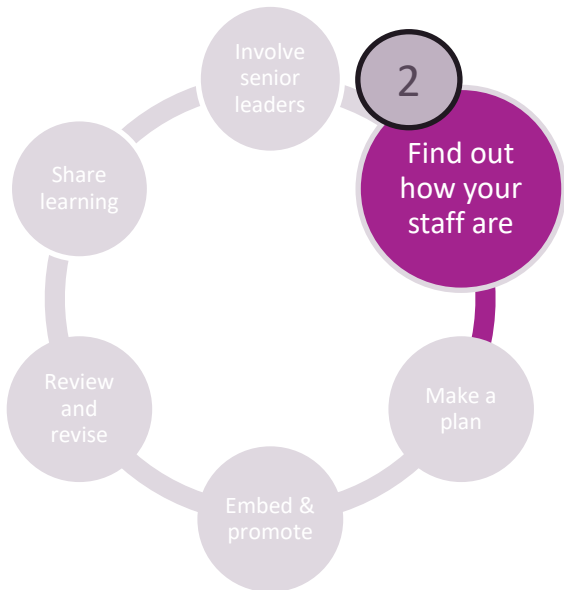 Involve
senior
leaders
2
Find out
how your
staff are
Make a
plan
Embed &
promote
Review
and
revise
Share
learning